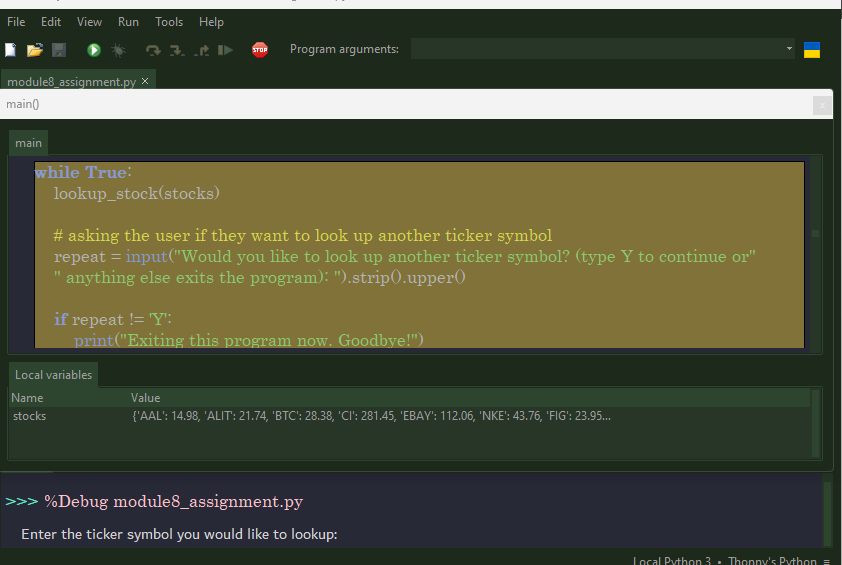 File Edit View Run Tools Help
STOP Program arguments:
module8_assignment.py ×
main() x
main
while True:
lookup_stock(stocks)
# asking the user if they want to look up another ticker symbol
repeat = input("Would you like to look up another ticker symbol? (type Y to continue or"
" anything else exits the program): ").strip().upper()
if repeat != 'Y':
print("Exiting this program now. Goodbye!")
Local variables
Name Value
stocks {'AAL': 14.98, 'ALIT': 21.74, 'BTC': 28.38, 'CI': 281.45, 'EBAY': 112.06, 'NKE': 43.76, 'FIG': 23.95...
>>> %Debug module8_assignment.py
Enter the ticker symbol you would like to lookup:
Local Python 3 • Thonny's Python ≡